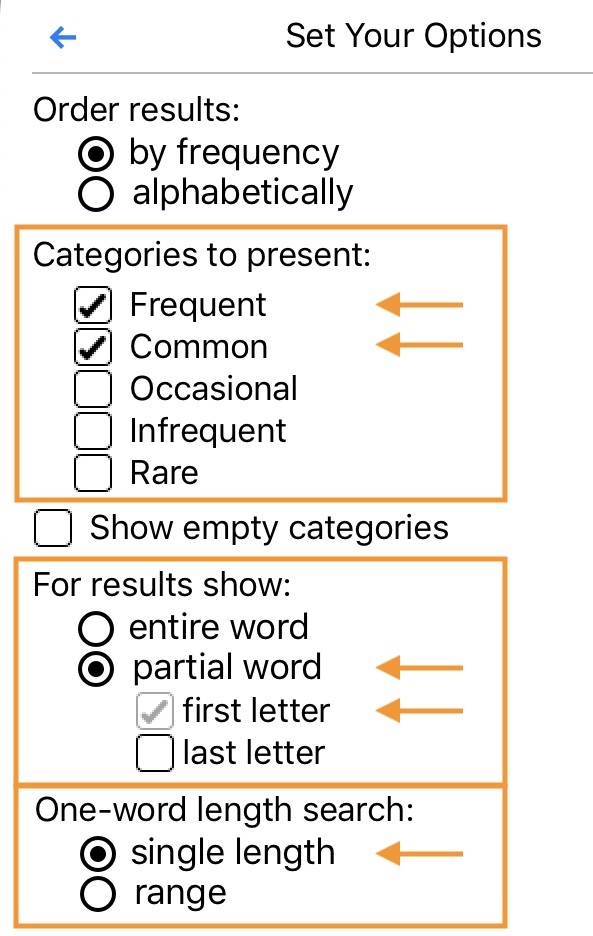 Set Your Options
Order results:
by frequency
alphabetically
Categories to present:
Frequent
Common
Occasional
Infrequent
Rare
Show empty categories
For results show:
entire word
partial word
first letter
last letter
One-word length search:
single length
range